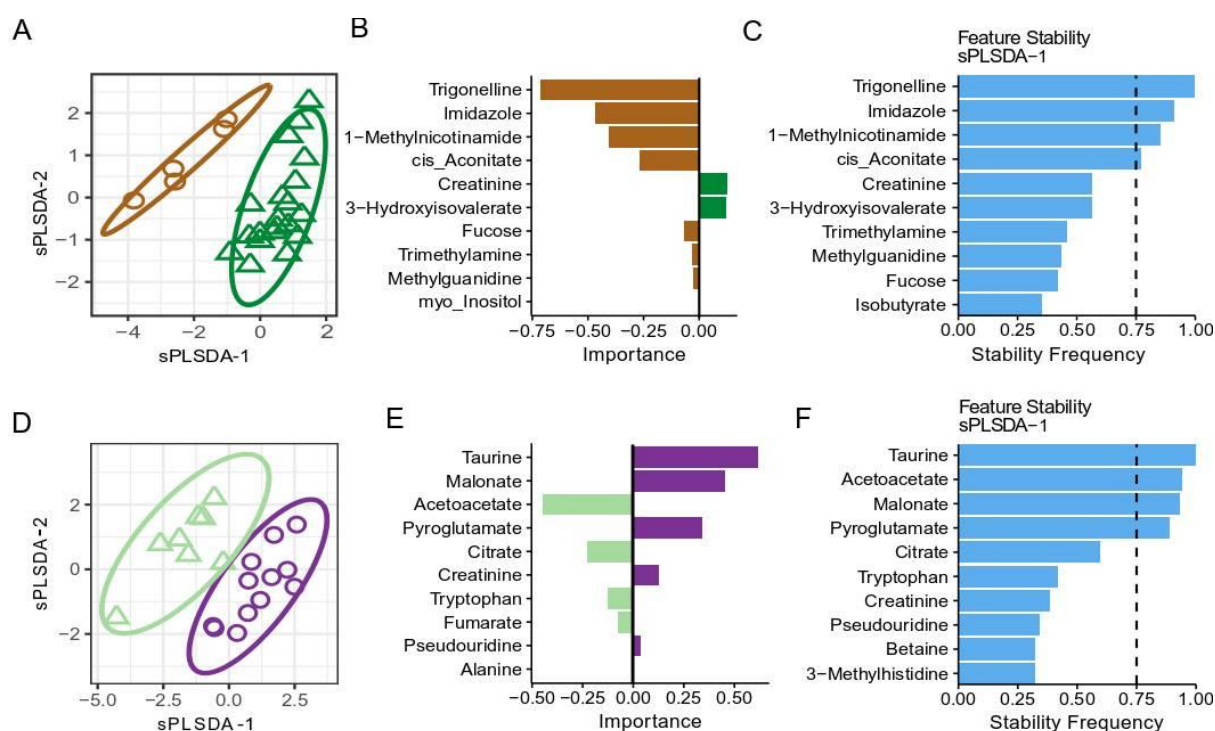 A
2
1
0
−1
−2
sPLSDA-2
−4
−2
0
2
sPLSDA-1
B
Trigonelline
Imidazole
1−Methylnicotinamide
cis_Aconitate
Creatinine
3−Hydroxyisovalerate
Fucose
Trimethylamine
Methylguanidine
myo_Inositol
−0.75
−0.50
−0.25
0.00
Importance
C
Feature Stability
sPLSDA−1
Trigonelline
Imidazole
1−Methylnicotinamide
cis_Aconitate
Creatinine
3−Hydroxyisovalerate
Trimethylamine
Methylguanidine
Fucose
Isobutyrate
0.00
0.25
0.50
0.75
1.00
Stability Frequency
D
2
0
−2
sPLSDA-2
−5.0
−2.5
0.0
2.5
sPLSDA-1
E
Taurine
Malonate
Acetoacetate
Pyroglutamate
Citrate
Creatinine
Tryptophan
Fumarate
Pseudouridine
Alanine
−0.50
−0.25
0.00
0.25
0.50
Importance
F
Feature Stability
sPLSDA−1
Taurine
Acetoacetate
Malonate
Pyroglutamate
Citrate
Tryptophan
Creatinine
Pseudouridine
Betaine
3−Methylhistidine
0.00
0.25
0.50
0.75
1.00
Stability Frequency